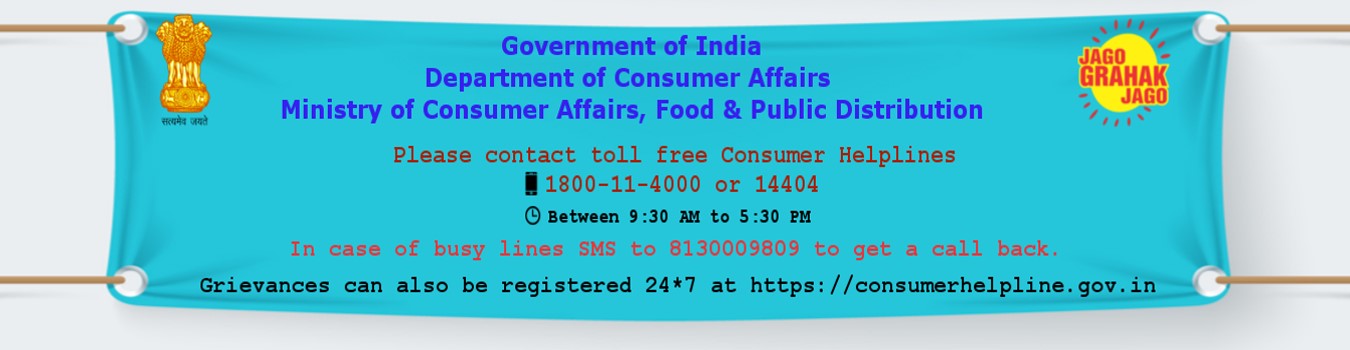 Government of India
Department of Consumer Affairs
Ministry of Consumer Affairs, Food & Public Distribution
सत्यमेव जयते
JAGO
GRAHAK
JAGO
Please contact toll free Consumer Helplines
1800-11-4000 or 14404
Between 9:30 AM to 5:30 PM
In case of busy lines SMS to 8130009809 to get a call back.
Grievances can also be registered 24*7 at https://consumerhelpline.gov.in